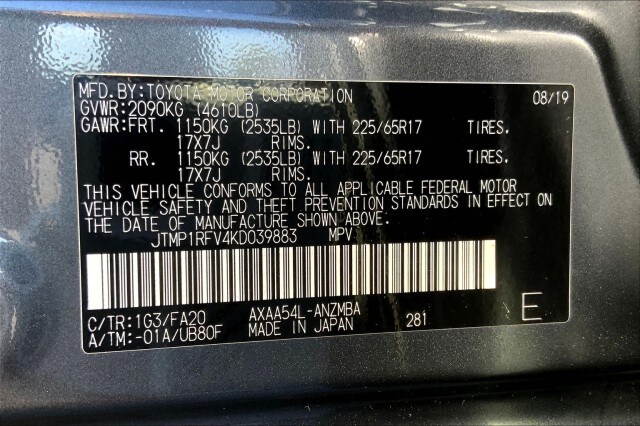 MFD.BY:TOYOTA MOTOR CORPORATION 08/19
GVWR:2090KG (4610LB)
GAWR:FRT. 1150KG (2535LB) WITH 225/65R17 TIRES.
17X7J RIMS.
RR. 1150KG (2535LB) WITH 225/65R17 TIRES.
17X7J RIMS.
THIS VEHICLE CONFORMS TO ALL APPLICABLE FEDERAL MOTOR
VEHICLE SAFETY AND THEFT PREVENTION STANDARDS IN EFFECT ON
THE DATE OF MANUFACTURE SHOWN ABOVE.
JTMP1RFV4KD039883 MPV
C/TR:1G3/FA20 AXAA54L-ANZMBA
A/TM:-01A/UB80F MADE IN JAPAN 281 E